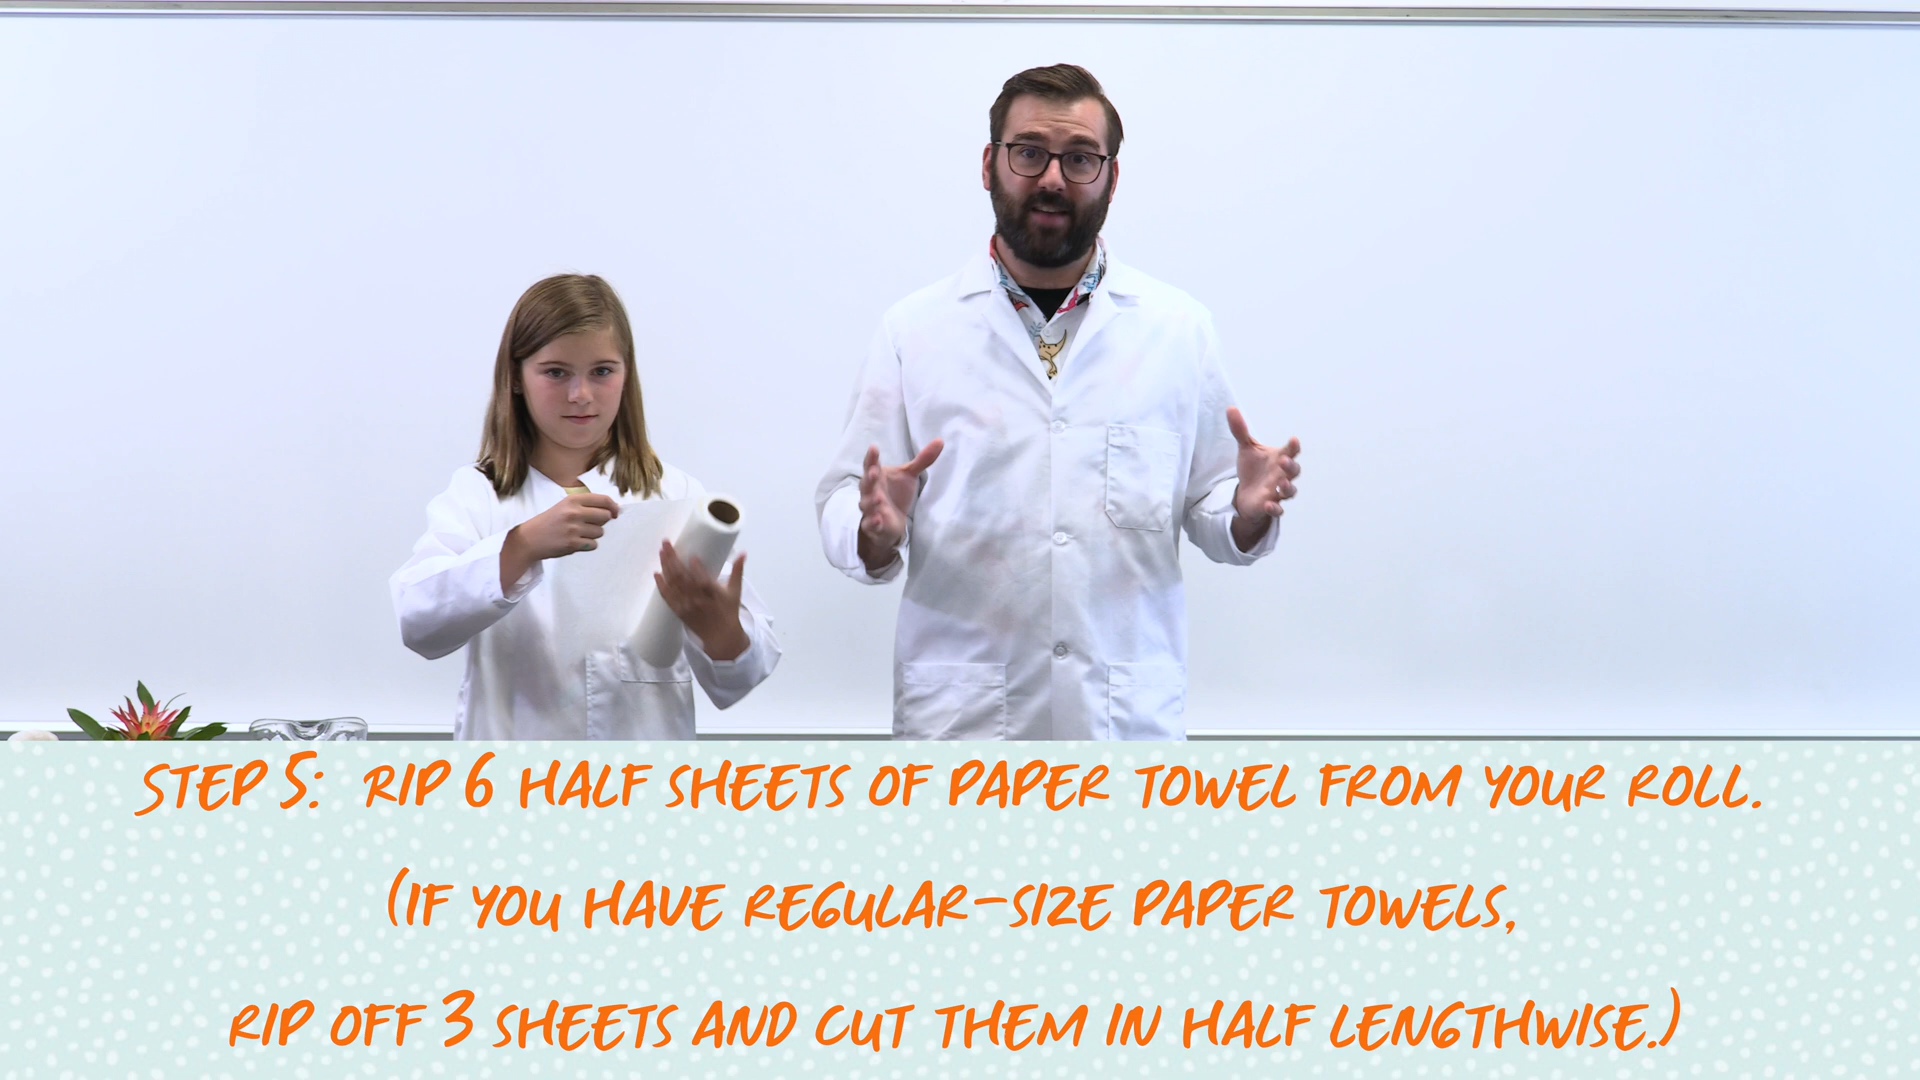 STEP 5: RIP 6 HALF SHEETS OF PAPER TOWEL FROM YOUR ROLL.
(IF YOU HAVE REGULAR-SIZE PAPER TOWELS,
RIP OFF 3 SHEETS AND CUT THEM IN HALF LENGTHWISE.)